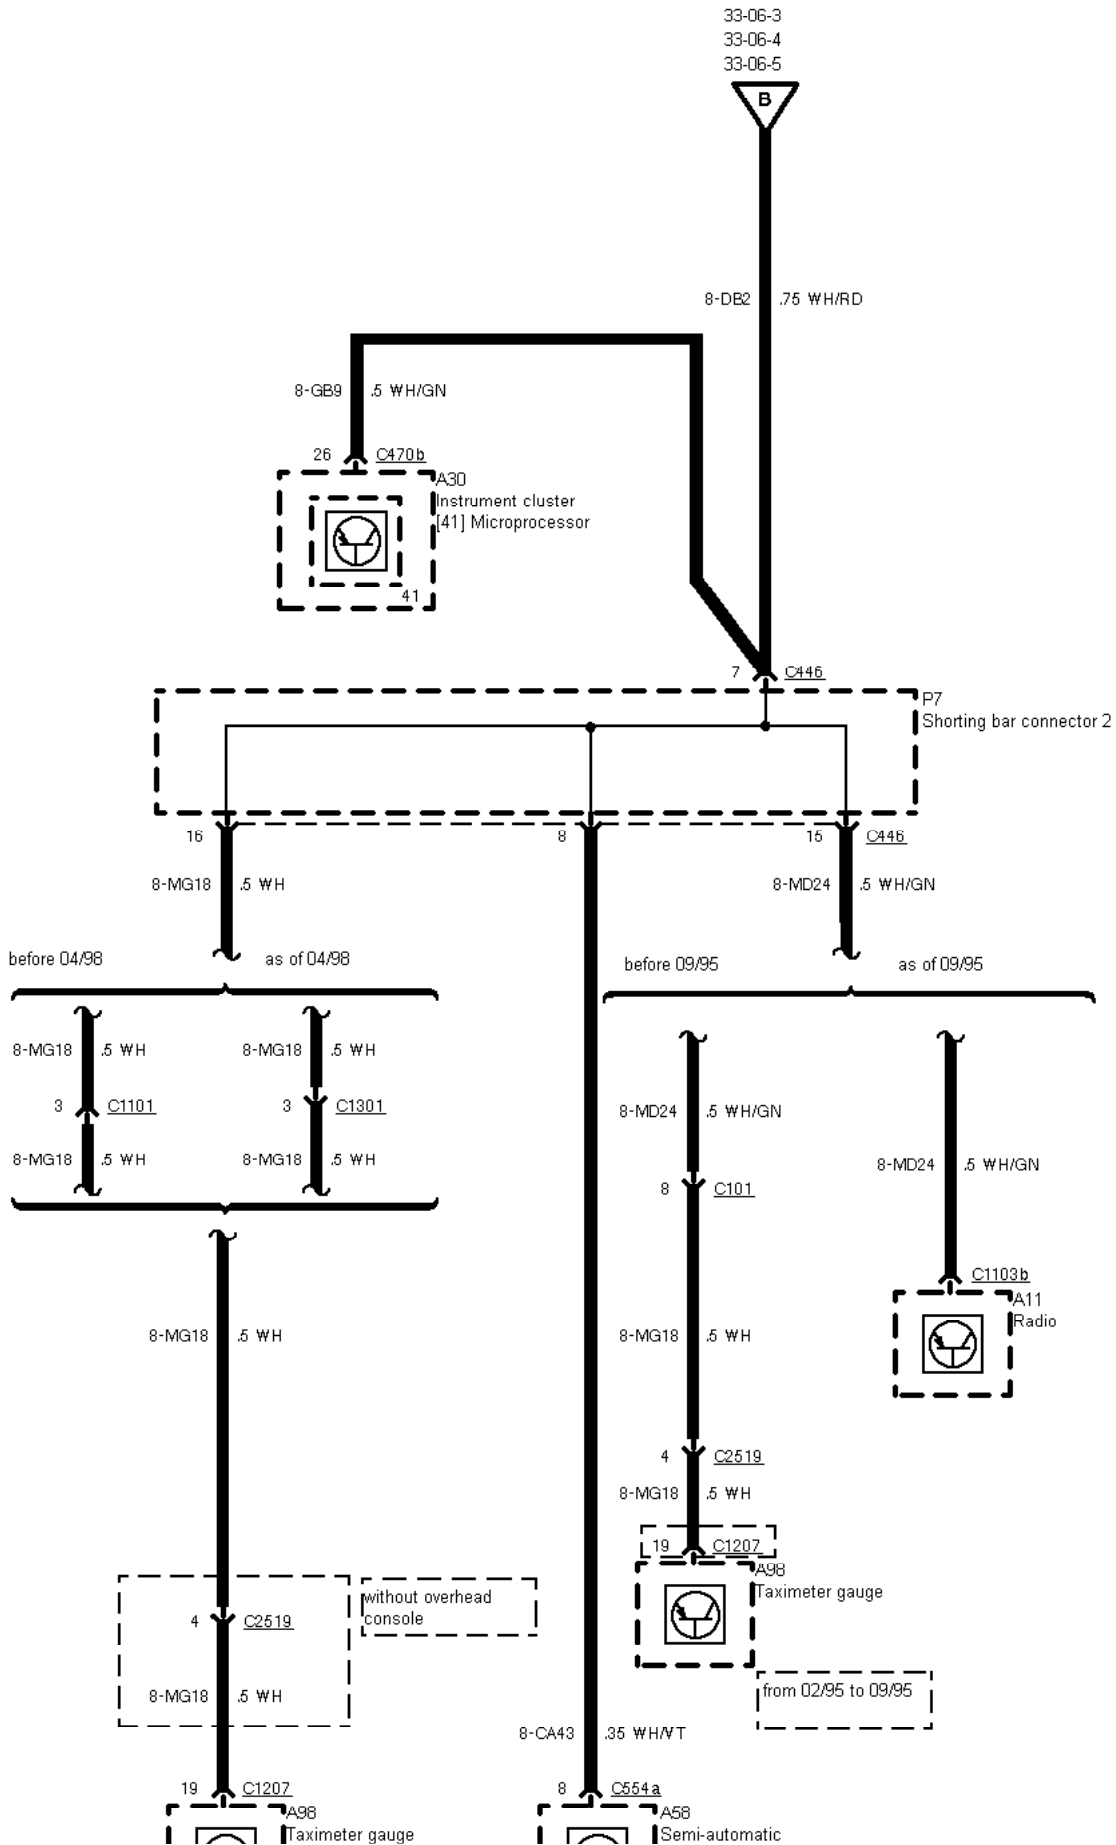 33-06-3
33-06-4
33-06-5
B
8-DB2 .75 WH/RD
8-GB9 .5 WH/GN
26 C470b
A30
Instrument cluster
[41] Microprocessor
41
7 C446
P7
Shorting bar connector 2
16 8 15 C446
8-MG18 .5 WH 8-MD24 .5 WH/GN
before 04/98 as of 04/98 before 09/95 as of 09/95
8-MG18 .5 WH 8-MG18 .5 WH
3 C1101 3 C1301 8-MD24 .5 WH/GN
8-MG18 .5 WH 8-MG18 .5 WH 8-MD24 .5 WH/GN
8 C101
C1103b
A11
Radio
8-MG18 .5 WH 8-MG18 .5 WH
4 C2519
8-MG18 .5 WH
19 C1207
A98
Taximeter gauge
without overhead
console
4 C2519
8-MG18 .5 WH
from 02/95 to 09/95
8-CA43 .35 WH/VT
19 C1207 8 C554a
A98 A58
Taximeter gauge Semi-automatic